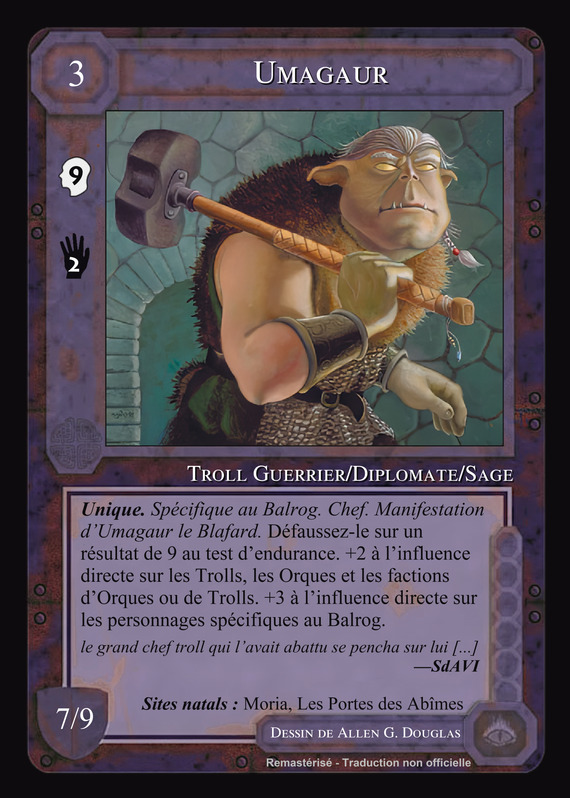 3
UMAGAUR
9
2
TROLL GUERRIER/DIPLOMATE/SAGE
Unique. Spécifique au Balrog. Chef. Manifestation
d'Umagaur le Blafard. Défaussez-le sur un
résultat de 9 au test d'endurance. +2 à l'influence
directe sur les Trolls, les Orques et les factions
d'Orques ou de Trolls. +3 à l'influence directe sur
les personnages spécifiques au Balrog.
le grand chef troll qui l'avait abattu se pencha sur lui [...]
—SdAVI
Sites natals : Moria, Les Portes des Abîmes
7/9
DESSIN DE ALLEN G. DOUGLAS
Remastérisé - Traduction non officielle